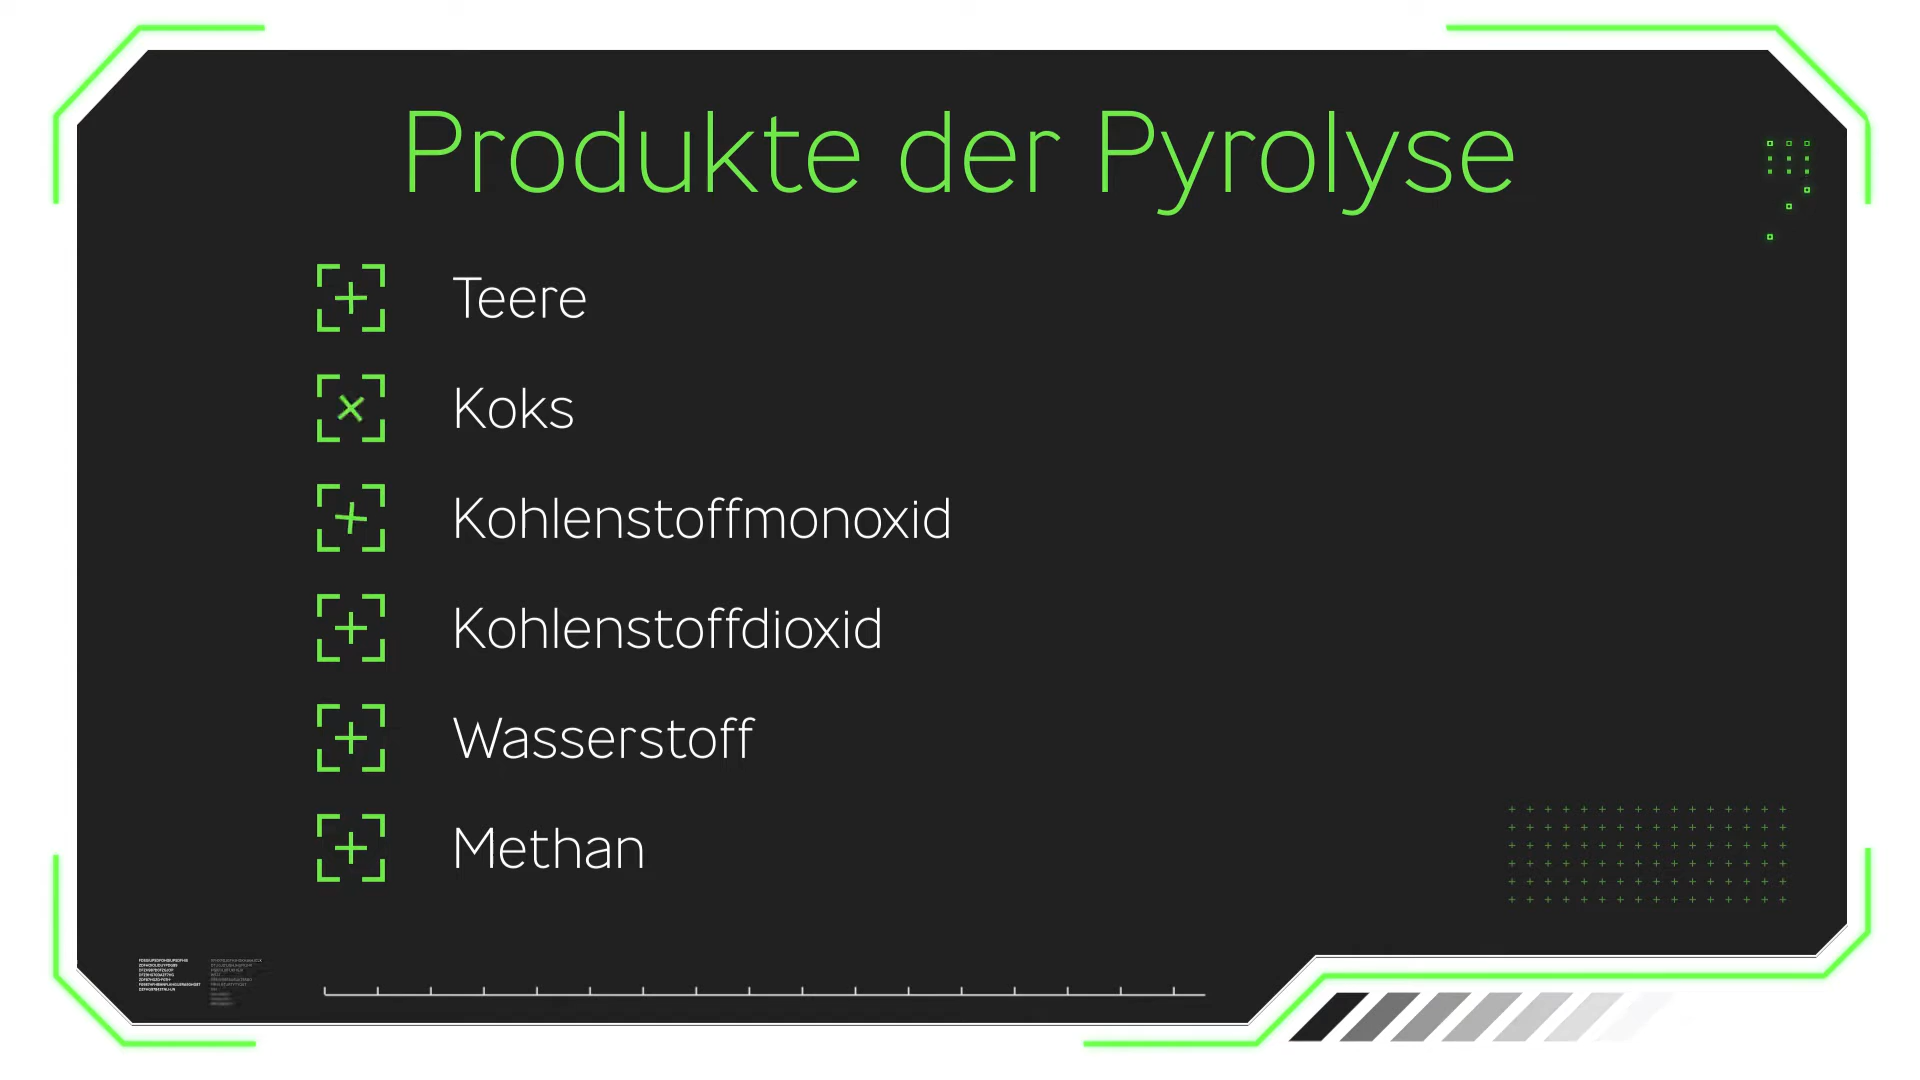 Produkte der Pyrolyse
Teere
Koks
Kohlenstoffmonoxid
Kohlenstoffdioxid
Wasserstoff
Methan